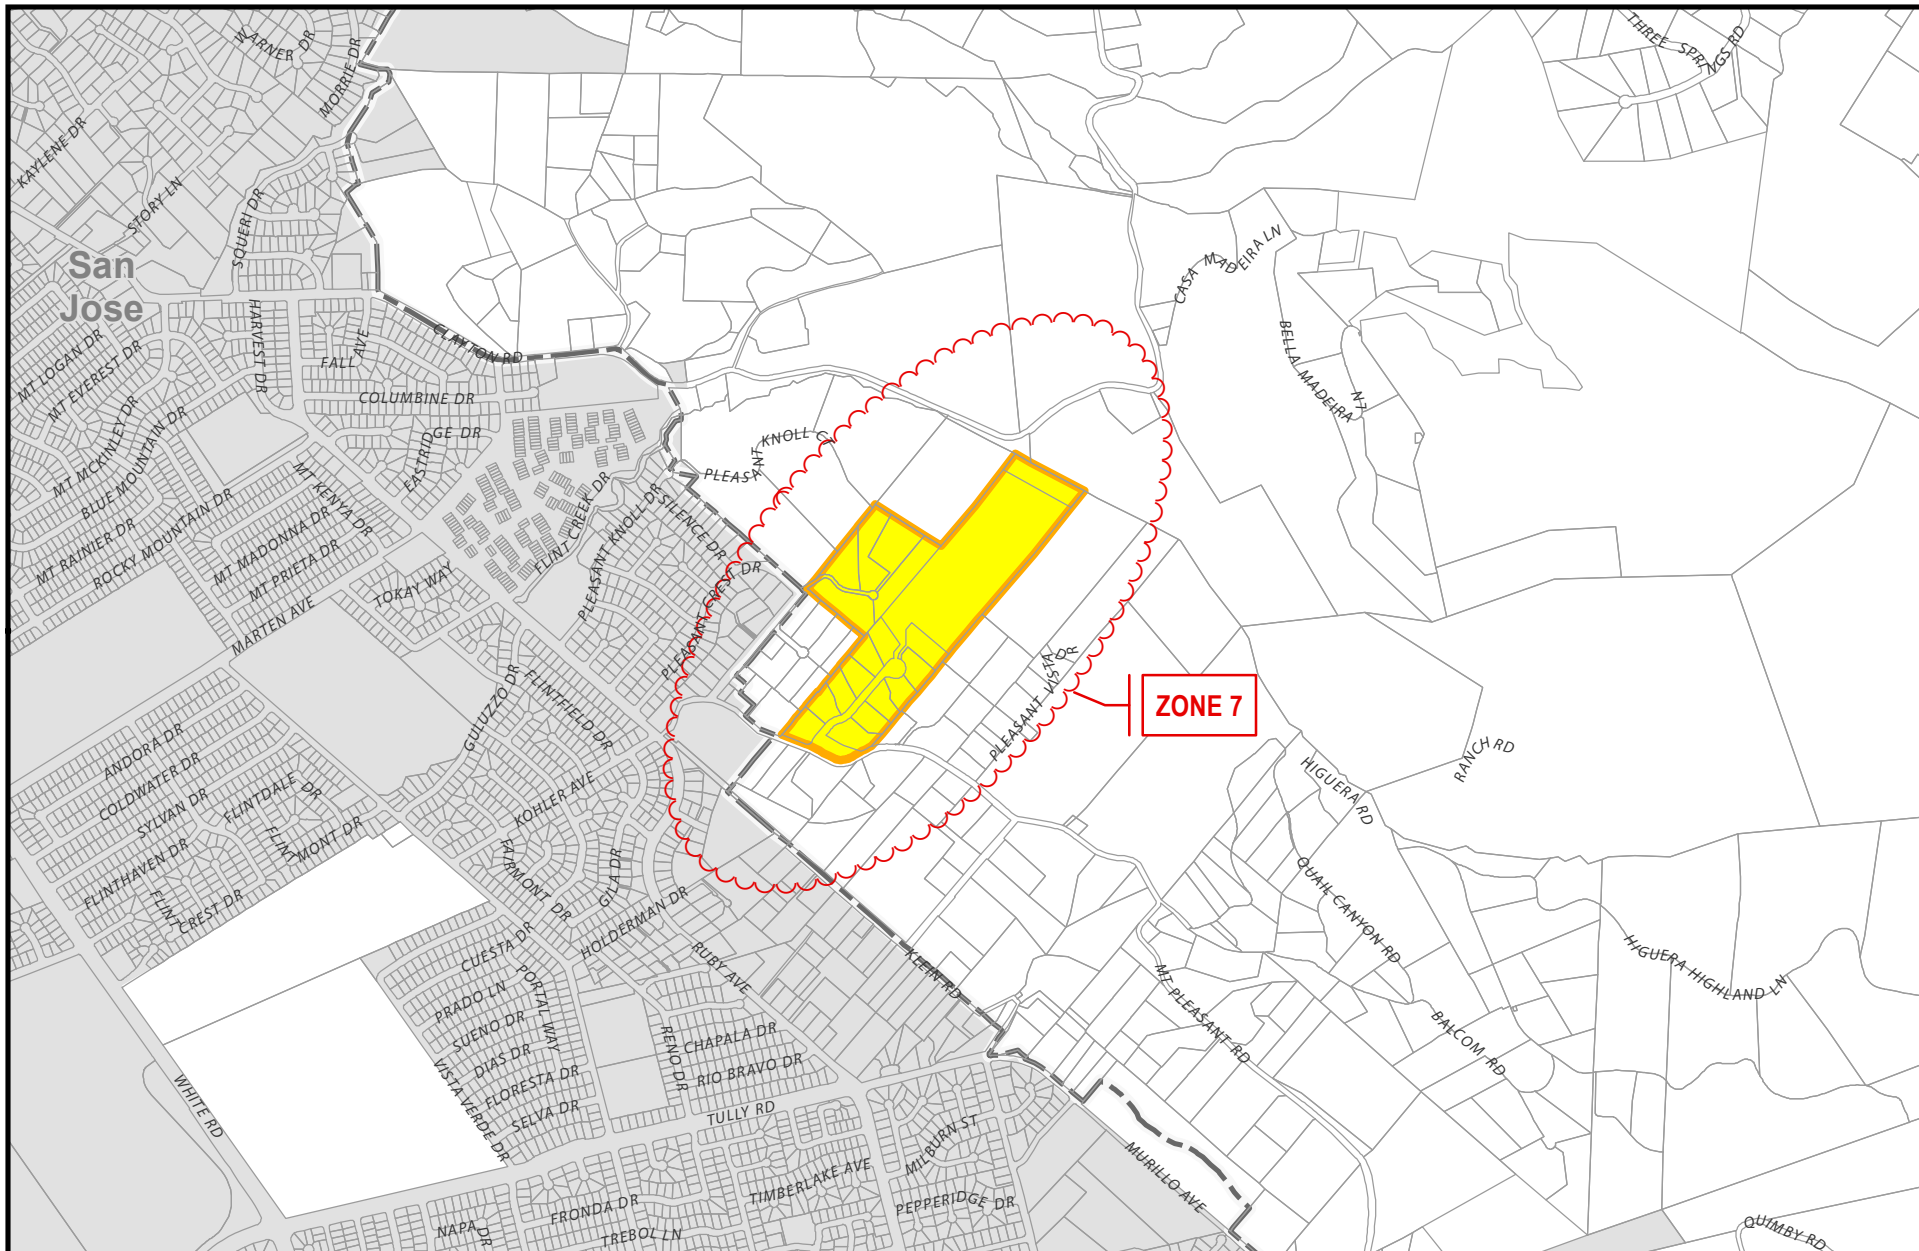 WARNER DR
MORRIE DR
KAYLENE DR
STORY LN
SQUERI DR
THREE SPRINGS RD
San
Jose
CASA MADEIRA LN
BELLA MADEIRA
LN
HARVEST DR
CLAYTON RD
FALL AVE
MT LOGAN DR
MT EVEREST DR
COLUMBINE DR
MT MCKINLEY DR
BLUE MOUNTAIN DR
EASTRIDGE DR
PLEASANT KNOLL CT
MT KENYA DR
MT RAINIER DR
ROCKY MOUNTAIN DR
MT MADONNA DR
MT PRIETA DR
FLINT CREEK DR
PLEASANT KNOLL DR
SILENCE DR
PLEASANT CREST DR
TOKAY WAY
MARTEN AVE
GULUZZO DR
FLINTFIELD DR
PLEASANT VISTA DR
ZONE 7
ANDORA DR
COLDWATER DR
SYLVAN DR
FLINTDALE DR
FLINTMONT DR
FLINTHAVEN DR
FLINTCREST DR
KOHLER AVE
FAIRMONT DR
GILA DR
HOLDERMAN DR
RUBY AVE
KLEIN RD
RANCH RD
HIGUERA RD
QUAIL CANYON RD
HIGUERA HIGHLAND LN
MT PLEASANT RD
BALCOM RD
CUESTA DR
PORTAL WAY
PRADO LN
SUENO DR
DIAS DR
FLORESTA DR
SELVA DR
VISTA VERDE DR
WHITE RD
RENO DR
CHAPALA DR
RIO BRAVO DR
TULLY RD
MILBURN ST
TIMBERLAKE AVE
PEPPERIDGE DR
MURILLO AVE
FRONDA DR
NAPA DR
TREBOL LN
QUIMBY RD